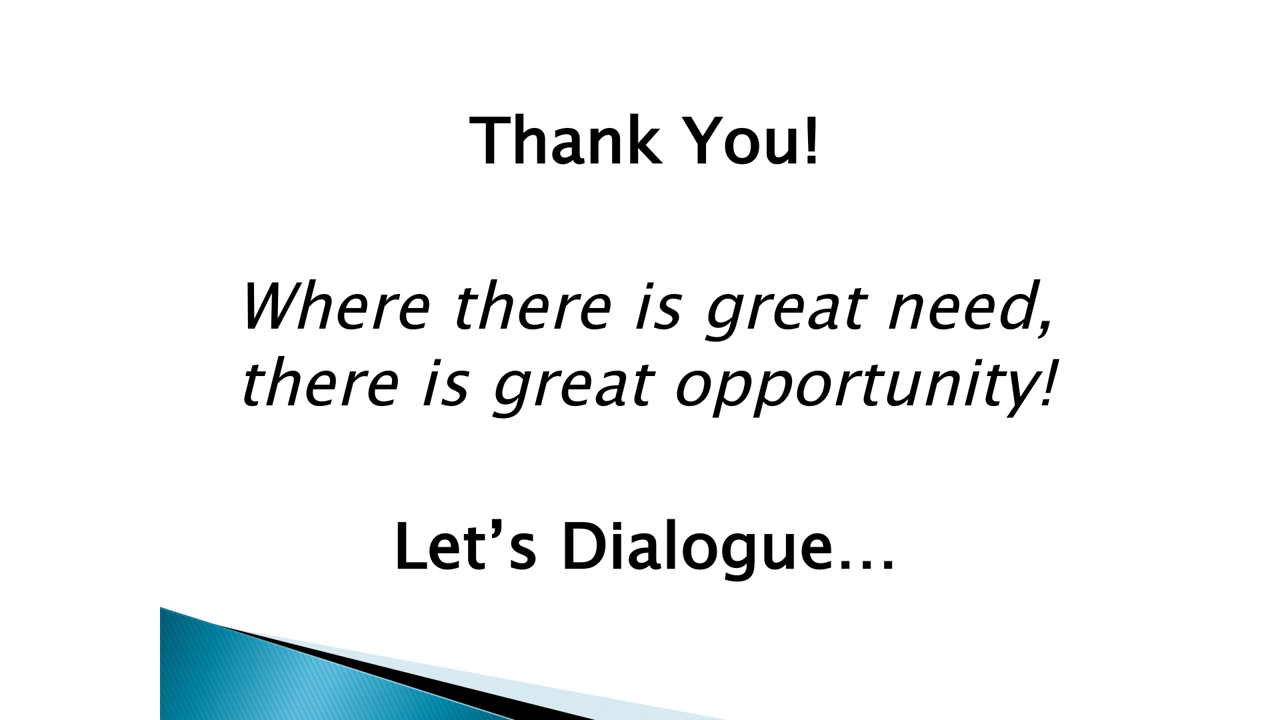 Thank You!
Where there is great need,
there is great opportunity!
Let’s Dialogue…